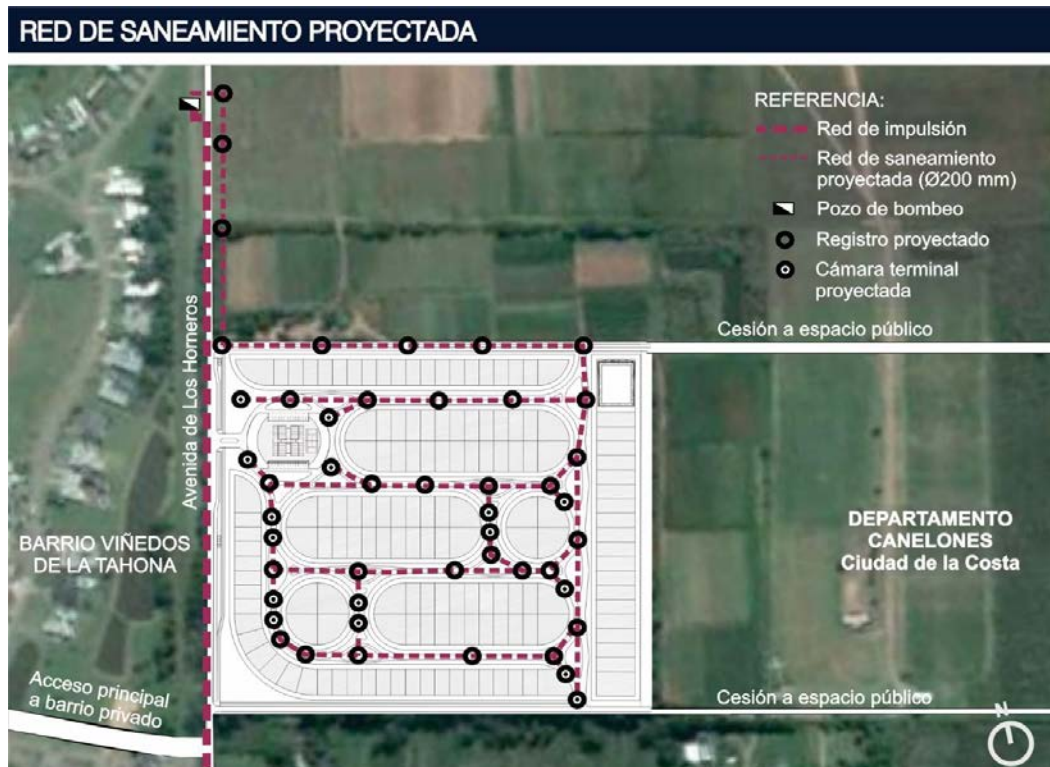 RED DE SANEAMIENTO PROYECTADA
REFERENCIA:
Red de impulsión
Red de saneamiento
proyectada (Ø200 mm)
Pozo de bombeo
Registro proyectado
Cámara terminal
proyectada
Cesión a espacio público
Avenida de Los Horneros
BARRIO VIÑEDOS
DE LA TAHONA
DEPARTAMENTO
CANELONES
Ciudad de la Costa
Acceso principal
a barrio privado
Cesión a espacio público
N